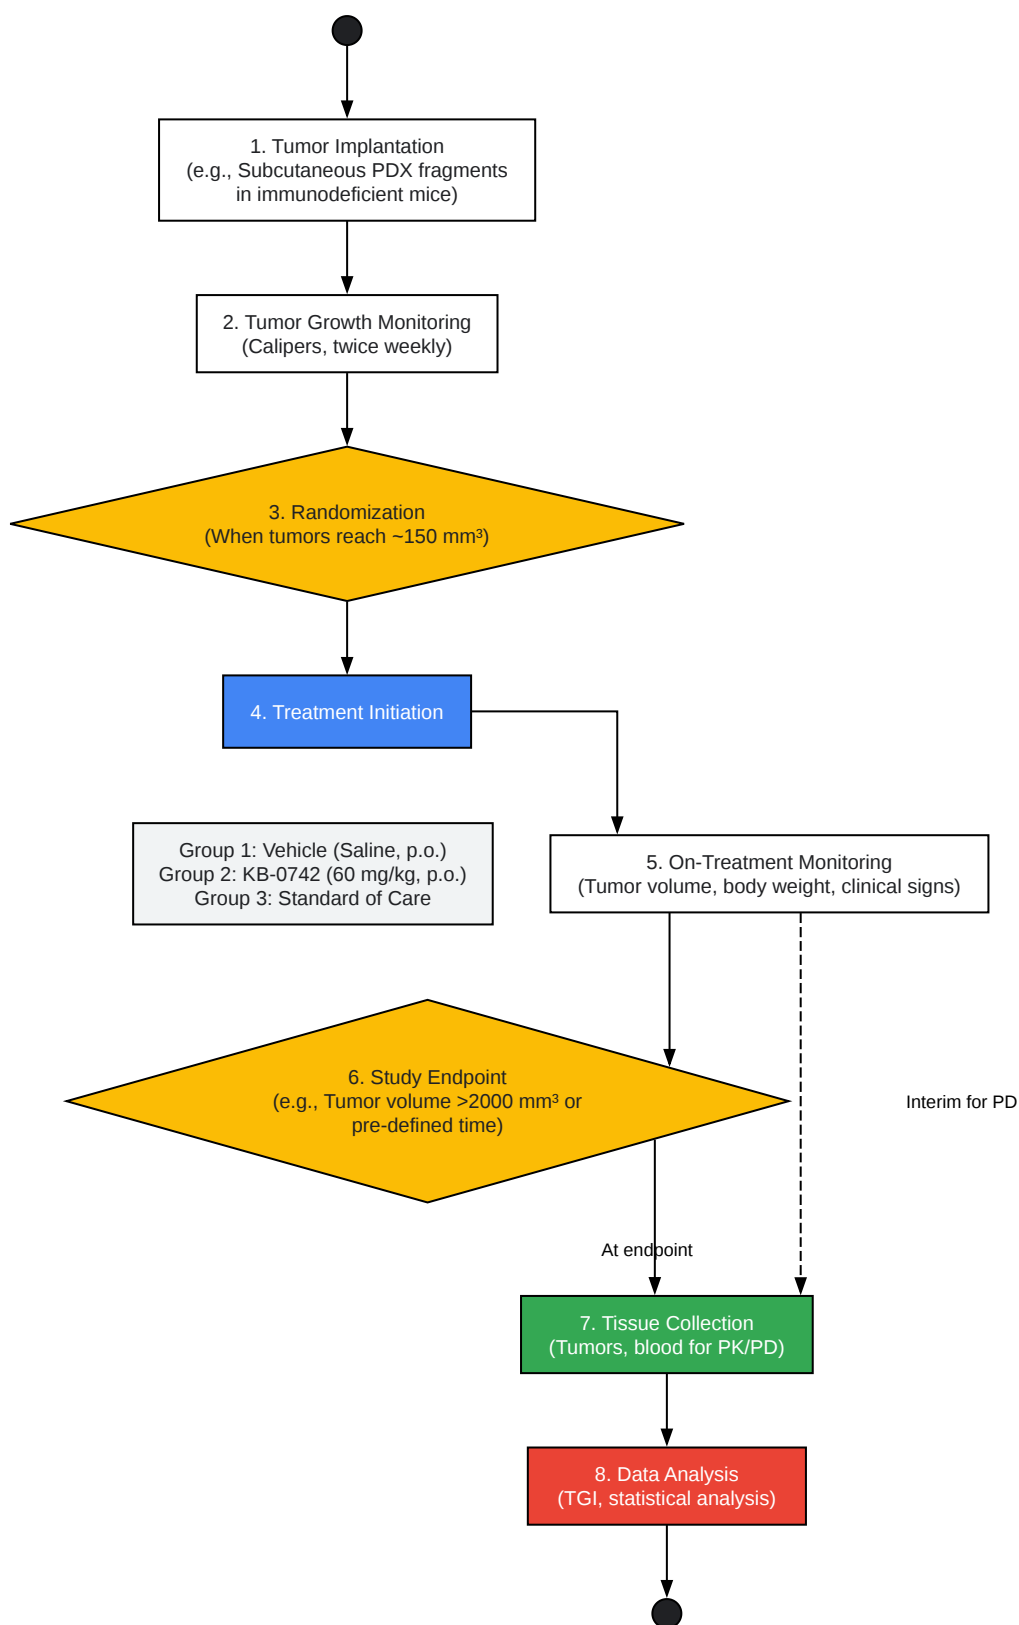 1. Tumor Implantation
(e.g., Subcutaneous PDX fragments
in immunodeficient mice)
2. Tumor Growth Monitoring
(Calipers, twice weekly)
3. Randomization
(When tumors reach ~150 mm³)
4. Treatment Initiation
Group 1: Vehicle (Saline, p.o.)
Group 2: KB-0742 (60 mg/kg, p.o.)
Group 3: Standard of Care
5. On-Treatment Monitoring
(Tumor volume, body weight, clinical signs)
6. Study Endpoint
(e.g., Tumor volume >2000 mm³ or
pre-defined time)
Interim for PD
At endpoint
7. Tissue Collection
(Tumors, blood for PK/PD)
8. Data Analysis
(TGI, statistical analysis)